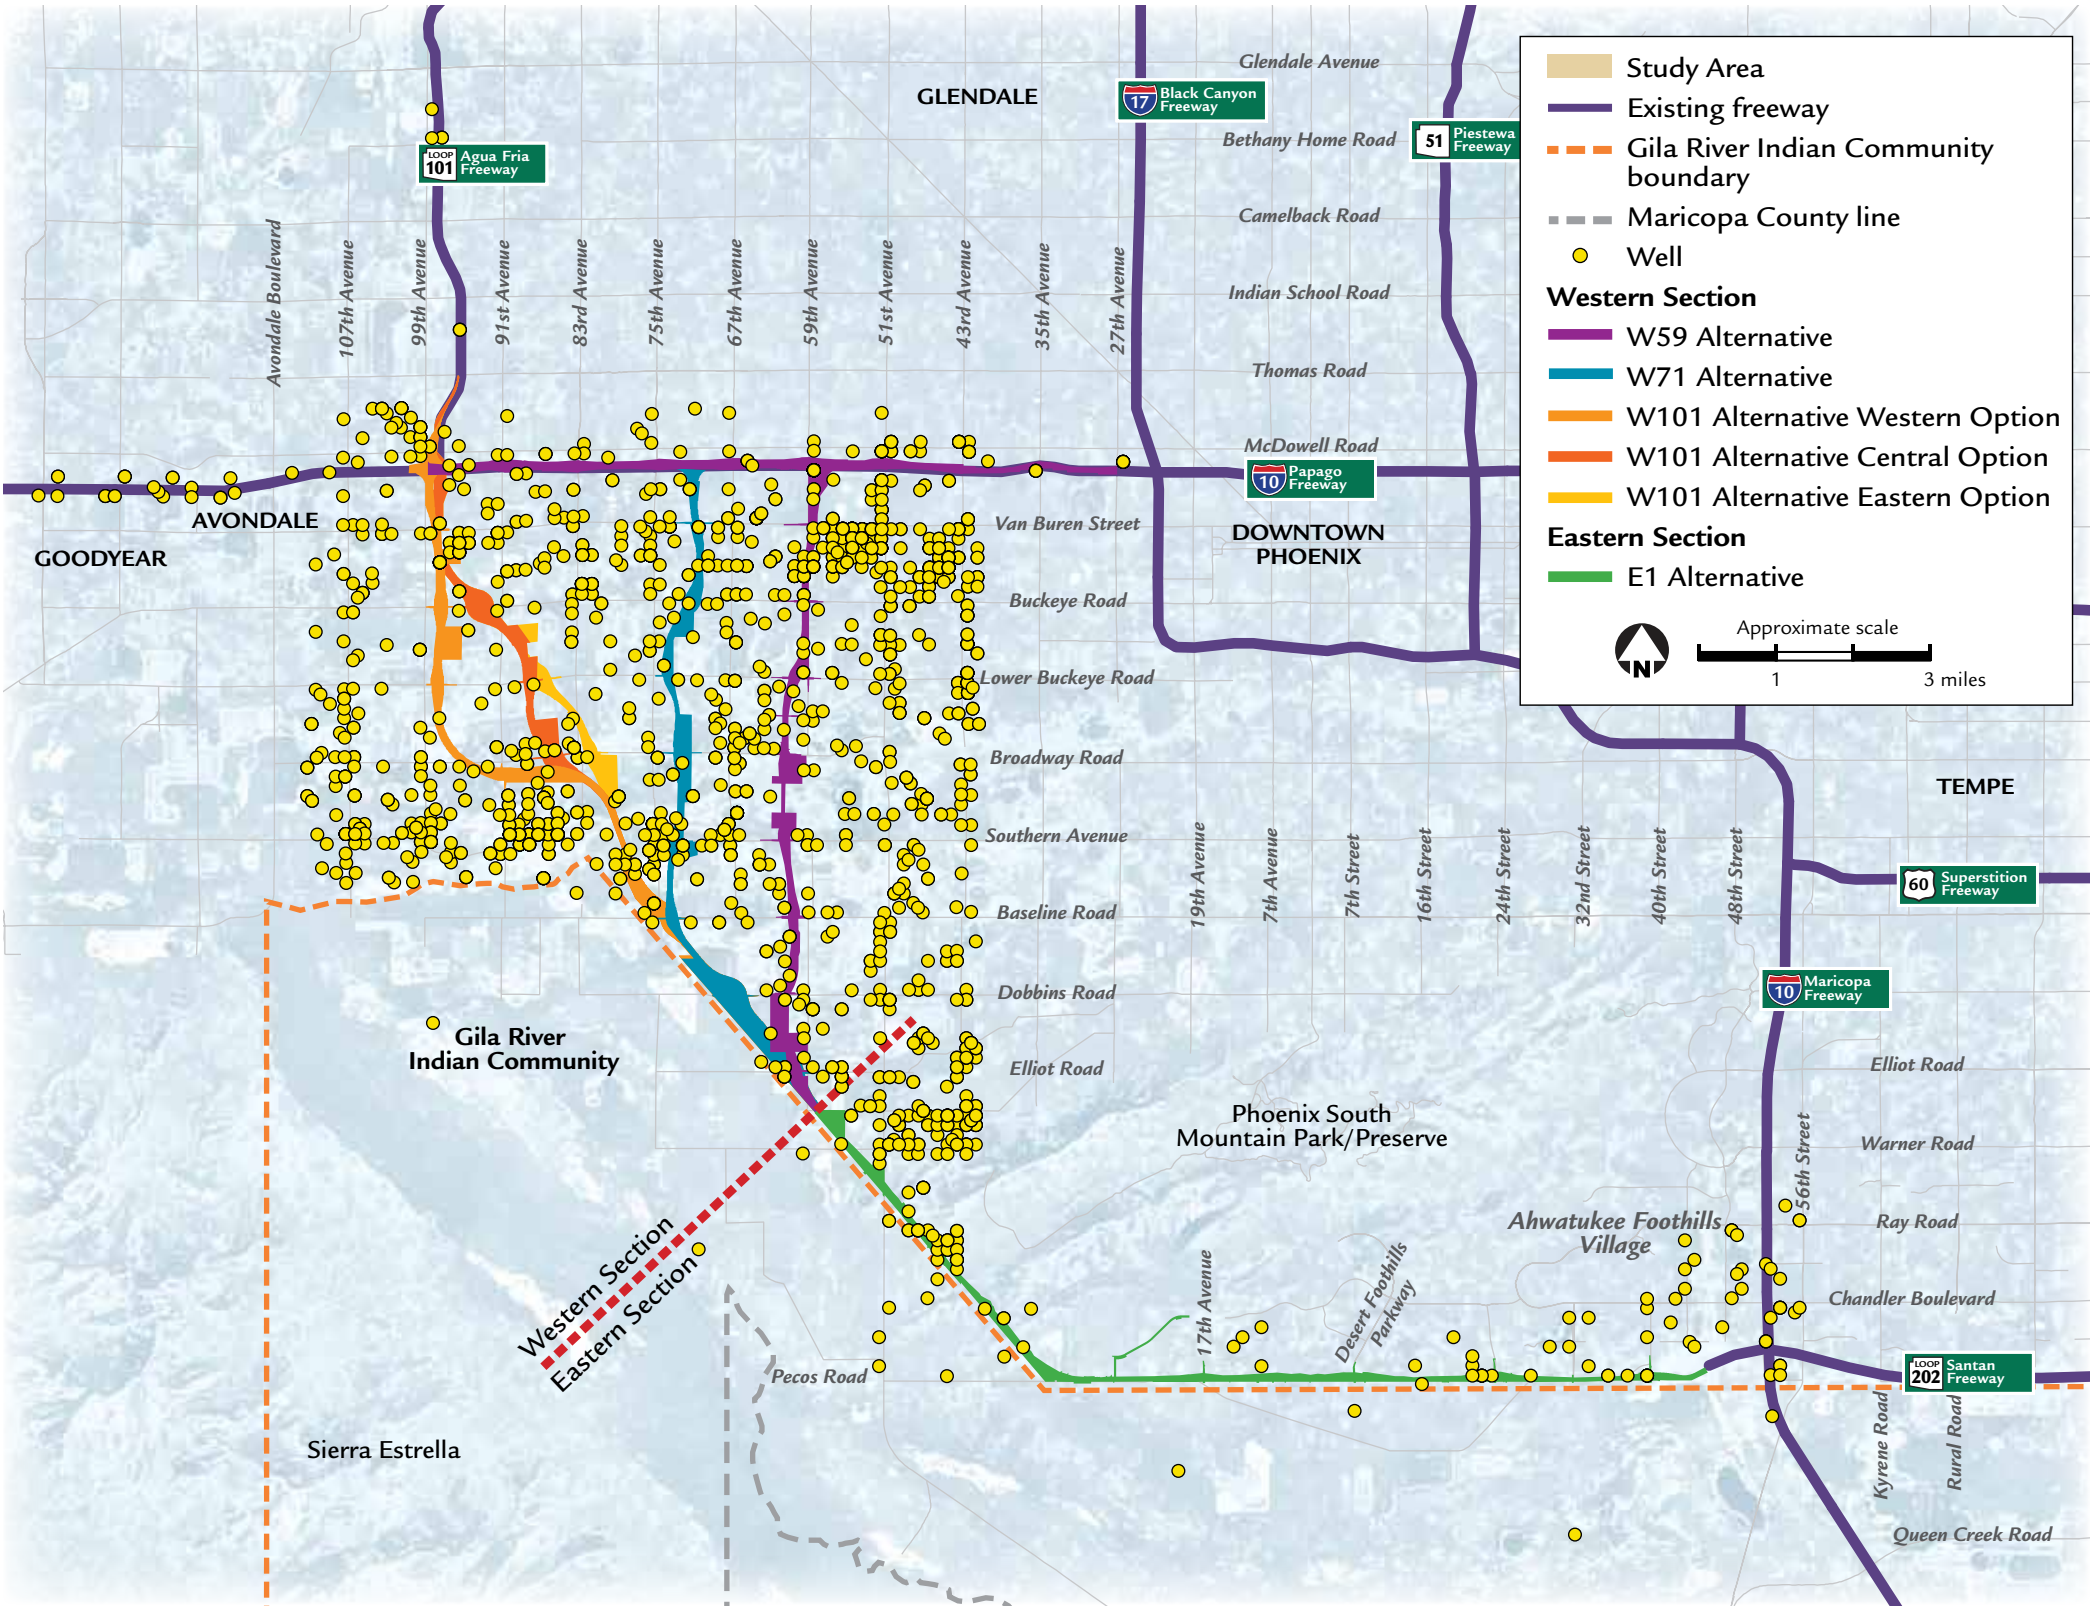 Glendale Avenue
GLENDALE
17
Black Canyon
Freeway
Bethany Home Road
51
Piestewa
Freeway
LOOP
101
Agua Fria
Freeway
Camelback Road
Indian School Road
Thomas Road
McDowell Road
Avondale Boulevard
107th Avenue
99th Avenue
91st Avenue
83rd Avenue
75th Avenue
67th Avenue
59th Avenue
51st Avenue
43rd Avenue
35th Avenue
27th Avenue
10
Papago
Freeway
AVONDALE
GOODYEAR
Van Buren Street
DOWNTOWN
PHOENIX
Buckeye Road
Lower Buckeye Road
Broadway Road
Southern Avenue
Baseline Road
Dobbins Road
Elliot Road
19th Avenue
7th Avenue
7th Street
16th Street
24th Street
32nd Street
40th Street
48th Street
TEMPE
60
Superstition
Freeway
10
Maricopa
Freeway
Elliot Road
Warner Road
56th Street
Ray Road
Chandler Boulevard
Gila River
Indian Community
Phoenix South
Mountain Park/Preserve
Ahwatukee Foothills
Village
Western Section
Eastern Section
17th Avenue
Desert Foothills
Parkway
Pecos Road
LOOP
202
Santan
Freeway
Kyrene Road
Rural Road
Queen Creek Road
Sierra Estrella
Study Area
Existing freeway
Gila River Indian Community
boundary
Maricopa County line
Well
Western Section
W59 Alternative
W71 Alternative
W101 Alternative Western Option
W101 Alternative Central Option
W101 Alternative Eastern Option
Eastern Section
E1 Alternative
N
Approximate scale
1
3 miles